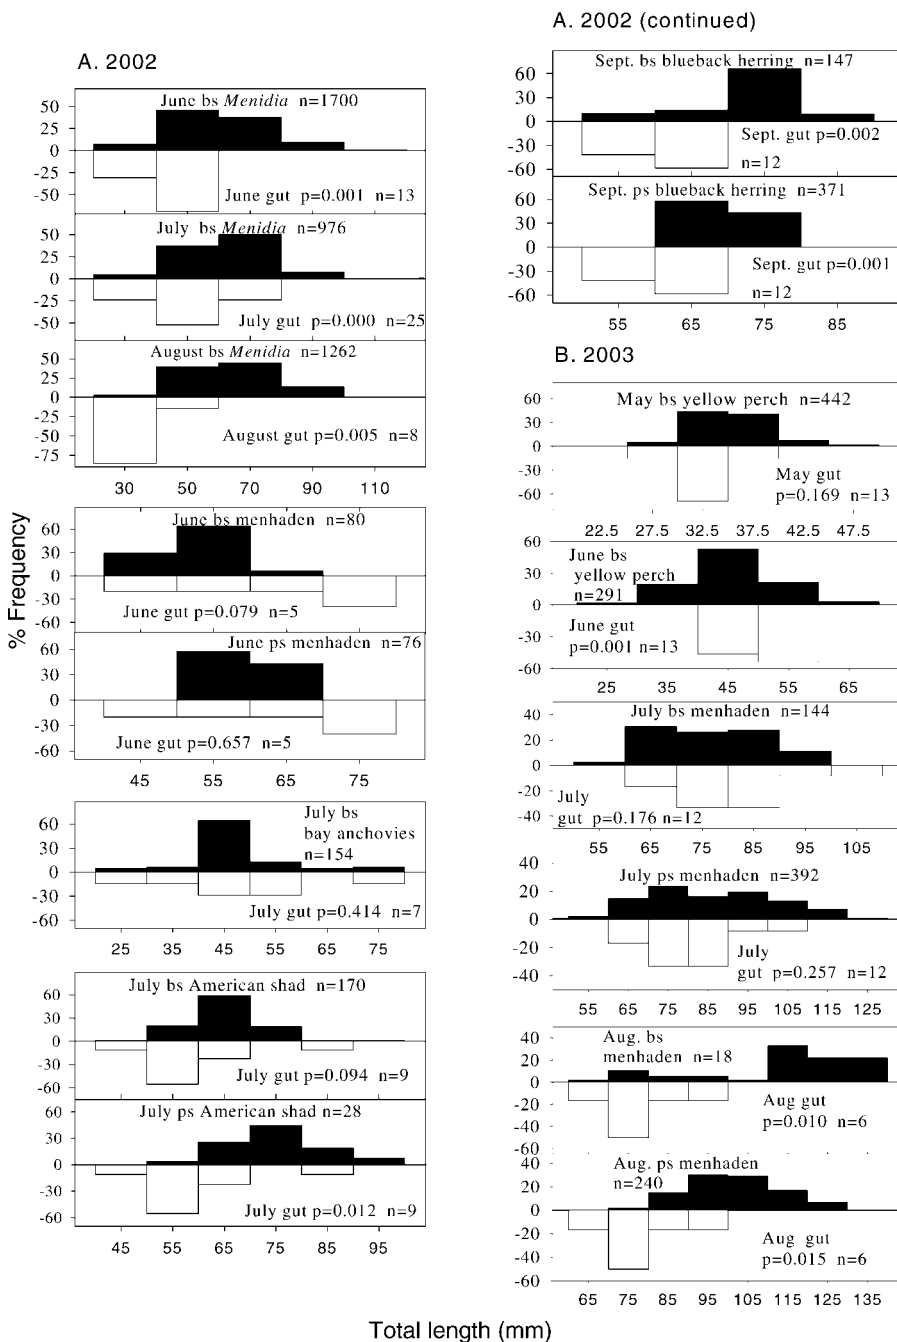 A. 2002
50
25
0
-25
-50
June bs Menidia n=1700
June gut p=0.001 n=13
50
25
0
-25
-50
July bs Menidia n=976
July gut p=0.000 n=25
50
25
0
-25
-50
-75
August bs Menidia n=1262
August gut p=0.005 n=8
30 50 70 90 110
% Frequency
60
30
0
-30
-60
June bs menhaden n=80
June gut p=0.079 n=5
60
30
0
-30
-60
June ps menhaden n=76
June gut p=0.657 n=5
45 55 65 75
60
30
0
-30
-60
July bs
bay anchovies
n=154
July gut p=0.414 n=7
25 35 45 55 65 75
60
30
0
-30
-60
July bs American shad n=170
July gut p=0.094 n=9
60
30
0
-30
-60
July ps American shad n=28
July gut p=0.012 n=9
45 55 65 75 85 95
A. 2002 (continued)
60
30
0
-30
-60
Sept. bs blueback herring n=147
Sept. gut p=0.002
n=12
60
30
0
-30
-60
Sept. ps blueback herring n=371
Sept. gut p=0.001
n=12
55 65 75 85
B. 2003
60
30
0
-30
-60
May bs yellow perch n=442
May gut
p=0.169 n=13
22.5 27.5 32.5 37.5 42.5 47.5
60
30
0
-30
-60
June bs
yellow perch
n=291
June gut
p=0.001 n=13
25 35 45 55 65
40
20
0
-20
-40
July bs menhaden n=144
July
gut p=0.176 n=12
55 65 75 85 95 105
40
20
0
-20
-40
July ps menhaden n=392
July
gut p=0.257 n=12
55 65 75 85 95 105 115 125 135
40
20
0
-20
-40
-60
Aug. bs
menhaden n=18
Aug gut
p=0.010 n=6
40
20
0
-20
-40
-60
Aug. ps menhaden
n=240
Aug gut
p=0.015 n=6
65 75 85 95 105 115 125 135
Total length (mm)